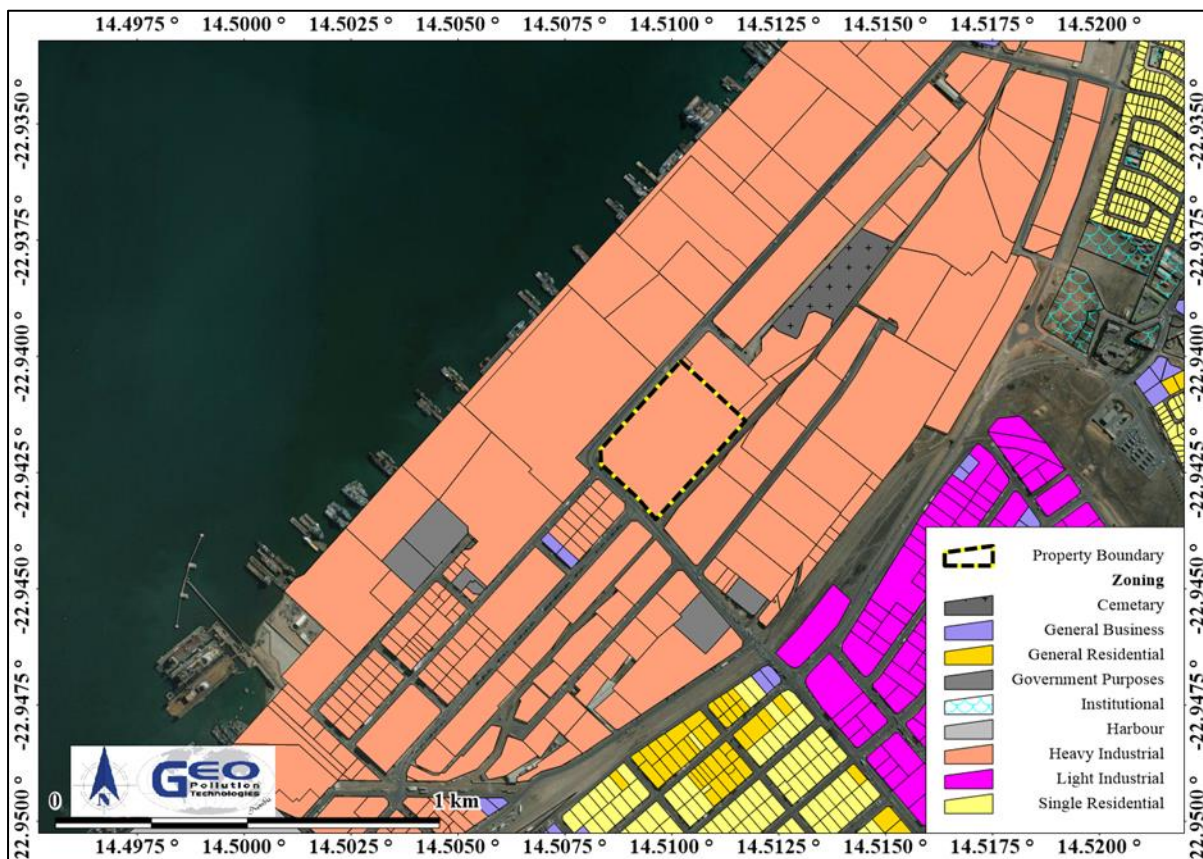 14.4975 ° 14.5000 ° 14.5025 ° 14.5050 ° 14.5075 ° 14.5100 ° 14.5125 ° 14.5150 ° 14.5175 ° 14.5200 °
-22.9350 ° -22.9350 °
-22.9375 ° -22.9375 °
-22.9400 ° -22.9400 °
-22.9425 ° -22.9425 °
-22.9450 ° -22.9450 °
-22.9475 ° -22.9475 °
-22.9500 ° -22.9500 °
Property Boundary
Zoning
Cemetary
General Business
General Residential
Government Purposes
Institutional
Harbour
Heavy Industrial
Light Industrial
Single Residential
N
GEO
Pollution
Technologies
0 1 km
14.4975 ° 14.5000 ° 14.5025 ° 14.5050 ° 14.5075 ° 14.5100 ° 14.5125 ° 14.5150 ° 14.5175 ° 14.5200 °